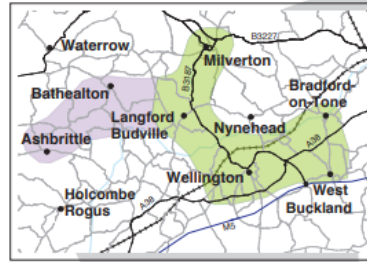 Waterrow
B3227
Milverton
Bathealton
B3187
Bradford-
on-Tone
Langford
Budville
Nynehead
A38
Ashbrittle
Wellington
West
Buckland
Holcombe
Rogus
A38
M5